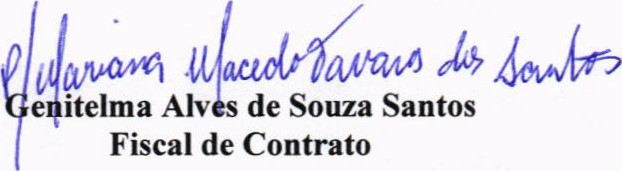 P/ Mariana Macedo Tavares dos Santos
Genitelma Alves de Souza Santos
Fiscal de Contrato